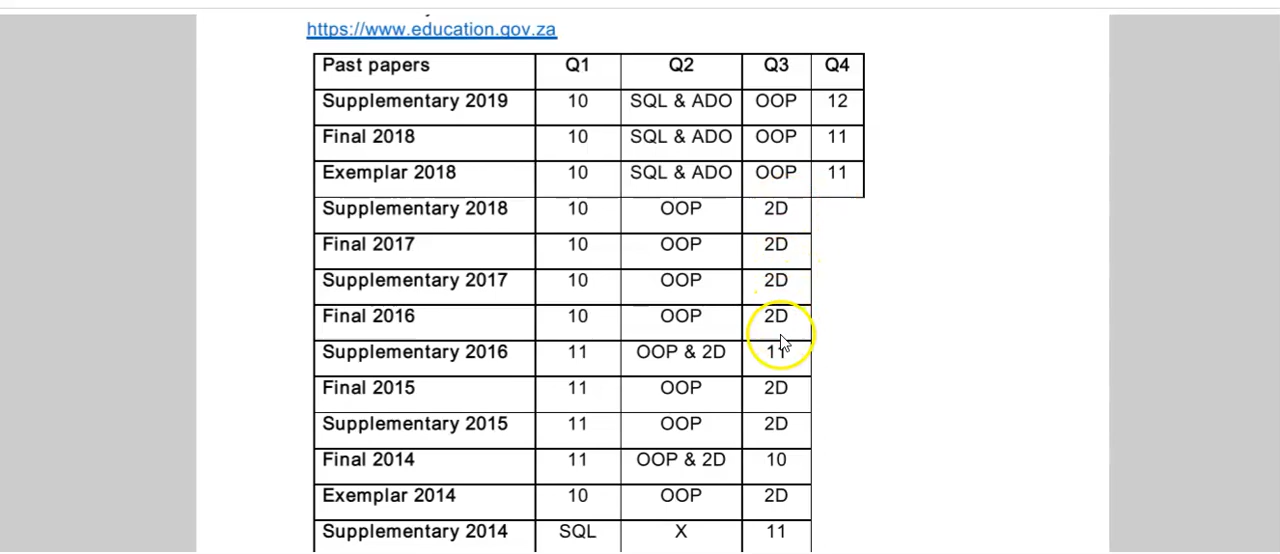 https://www.education.gov.za
Past papers Q1 Q2 Q3 Q4
Supplementary 2019 10 SQL & ADO OOP 12
Final 2018 10 SQL & ADO OOP 11
Exemplar 2018 10 SQL & ADO OOP 11
Supplementary 2018 10 OOP 2D
Final 2017 10 OOP 2D
Supplementary 2017 10 OOP 2D
Final 2016 10 OOP 2D
Supplementary 2016 11 OOP & 2D 11
Final 2015 11 OOP 2D
Supplementary 2015 11 OOP 2D
Final 2014 11 OOP & 2D 10
Exemplar 2014 10 OOP 2D
Supplementary 2014 SQL X 11